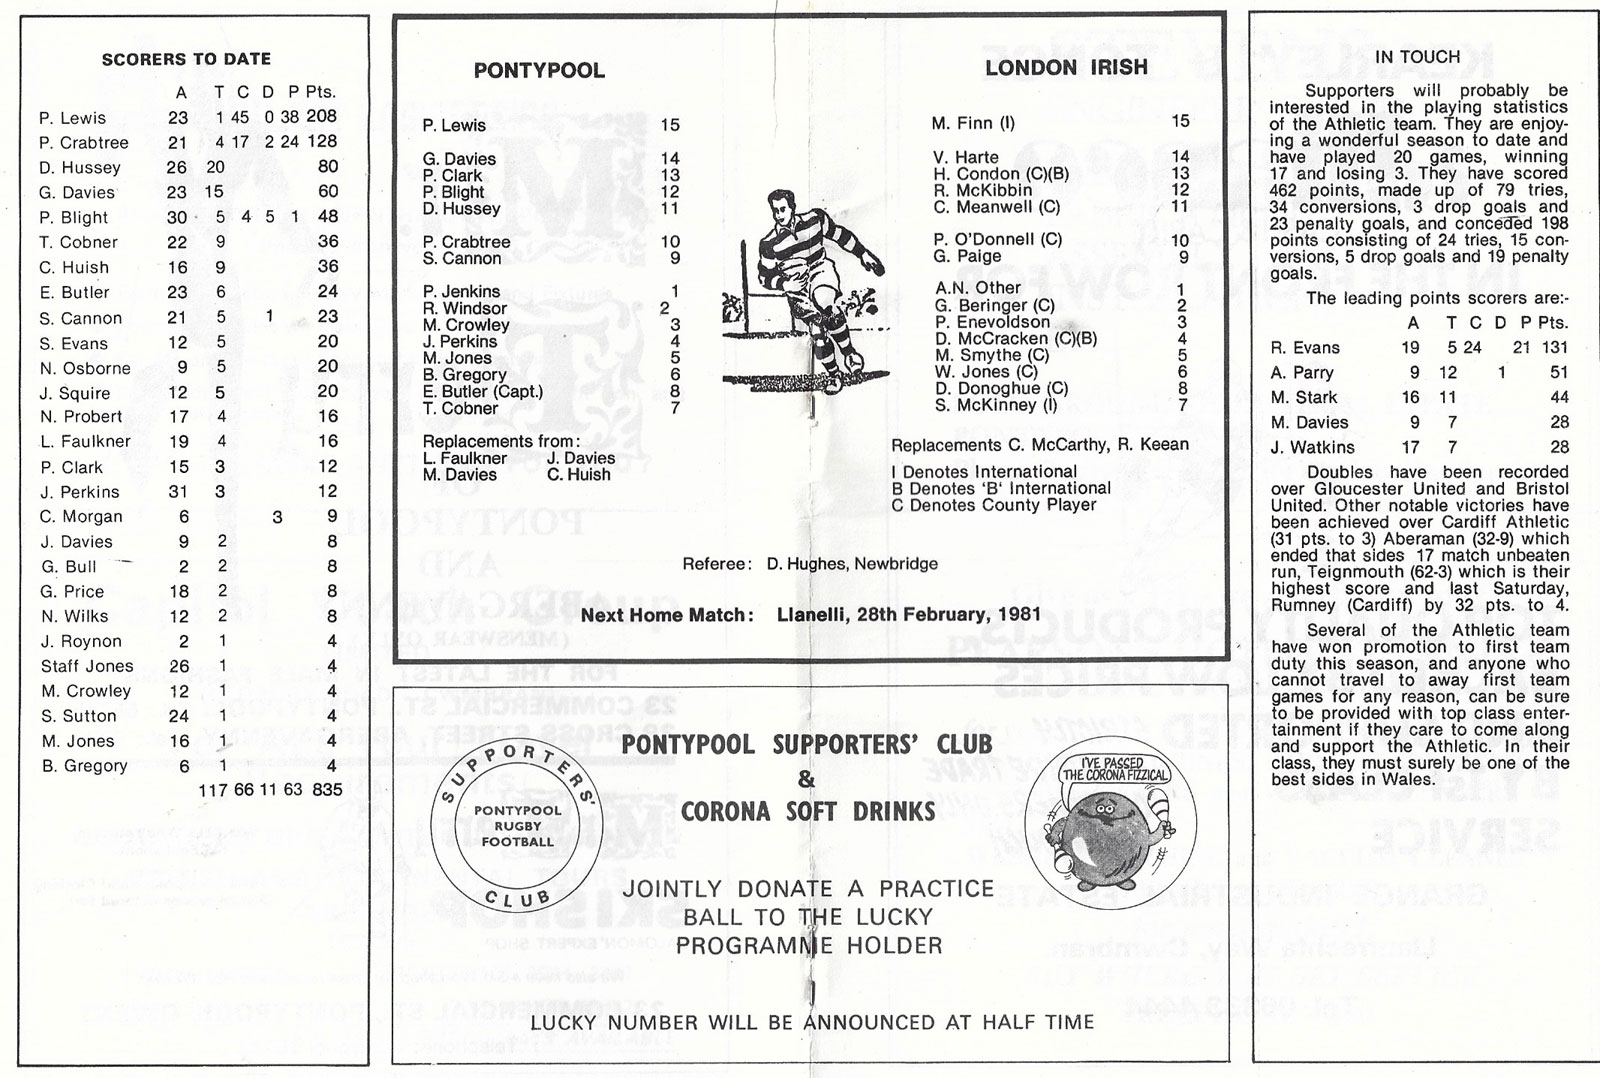 SCORERS TO DATE
A T C D P Pts.
P. Lewis 23 1 45 0 38 208
P. Crabtree 21 4 17 2 24 128
D. Hussey 26 20 80
G. Davies 23 15 60
P. Blight 30 5 4 5 1 48
T. Cobner 22 9 36
C. Huish 16 9 36
E. Butler 23 6 24
S. Cannon 21 5 1 23
S. Evans 12 5 20
N. Osborne 9 5 20
J. Squire 12 5 20
N. Probert 17 4 16
L. Faulkner 19 4 16
P. Clark 15 3 12
J. Perkins 31 3 12
C. Morgan 6 3 9
J. Davies 9 2 8
G. Bull 2 2 8
G. Price 18 2 8
N. Wilks 12 2 8
J. Roynon 2 1 4
Staff Jones 26 1 4
M. Crowley 12 1 4
S. Sutton 24 1 4
M. Jones 16 1 4
B. Gregory 6 1 4
117 66 11 63 835
PONTYPOOL
P. Lewis 15
G. Davies 14
P. Clark 13
P. Blight 12
D. Hussey 11
P. Crabtree 10
S. Cannon 9
P. Jenkins 1
R. Windsor 2
M. Crowley 3
J. Perkins 4
M. Jones 5
B. Gregory 6
E. Butler (Capt.) 8
T. Cobner 7
Replacements from:
L. Faulkner J. Davies
M. Davies C. Huish
LONDON IRISH
M. Finn (I) 15
V. Harte 14
H. Condon (C)(B) 13
R. McKibbin 12
C. Meanwell (C) 11
P. O'Donnell (C) 10
G. Paige 9
A.N. Other 1
G. Beringer (C) 2
P. Enevoldson 3
D. McCracken (C)(B) 4
M. Smythe (C) 5
W. Jones (C) 6
D. Donoghue (C) 8
S. McKinney (I) 7
Replacements C. McCarthy, R. Keean
I Denotes International
B Denotes 'B' International
C Denotes County Player
Referee: D. Hughes, Newbridge
Next Home Match: Llanelli, 28th February, 1981
SUPPORTERS' CLUB
PONTYPOOL
RUGBY
FOOTBALL
PONTYPOOL SUPPORTERS' CLUB
&
CORONA SOFT DRINKS
JOINTLY DONATE A PRACTICE
BALL TO THE LUCKY
PROGRAMME HOLDER
LUCKY NUMBER WILL BE ANNOUNCED AT HALF TIME
I'VE PASSED
THE CORONA FIZZICAL
IN TOUCH
Supporters will probably be
interested in the playing statistics
of the Athletic team. They are enjoy-
ing a wonderful season to date and
have played 20 games, winning
17 and losing 3. They have scored
462 points, made up of 79 tries,
34 conversions, 3 drop goals and
23 penalty goals, and conceded 198
points consisting of 24 tries, 15 con-
versions, 5 drop goals and 19 penalty
goals.
The leading points scorers are:-
A T C D P Pts.
R. Evans 19 5 24 21 131
A. Parry 9 12 1 51
M. Stark 16 11 44
M. Davies 9 7 28
J. Watkins 17 7 28
Doubles have been recorded
over Gloucester United and Bristol
United. Other notable victories have
been achieved over Cardiff Athletic
(31 pts. to 3) Aberaman (32-9) which
ended that sides 17 match unbeaten
run, Teignmouth (62-3) which is their
highest score and last Saturday,
Rumney (Cardiff) by 32 pts. to 4.
Several of the Athletic team
have won promotion to first team
duty this season, and anyone who
cannot travel to away first team
games for any reason, can be sure
to be provided with top class enter-
tainment if they care to come along
and support the Athletic. In their
class, they must surely be one of the
best sides in Wales.